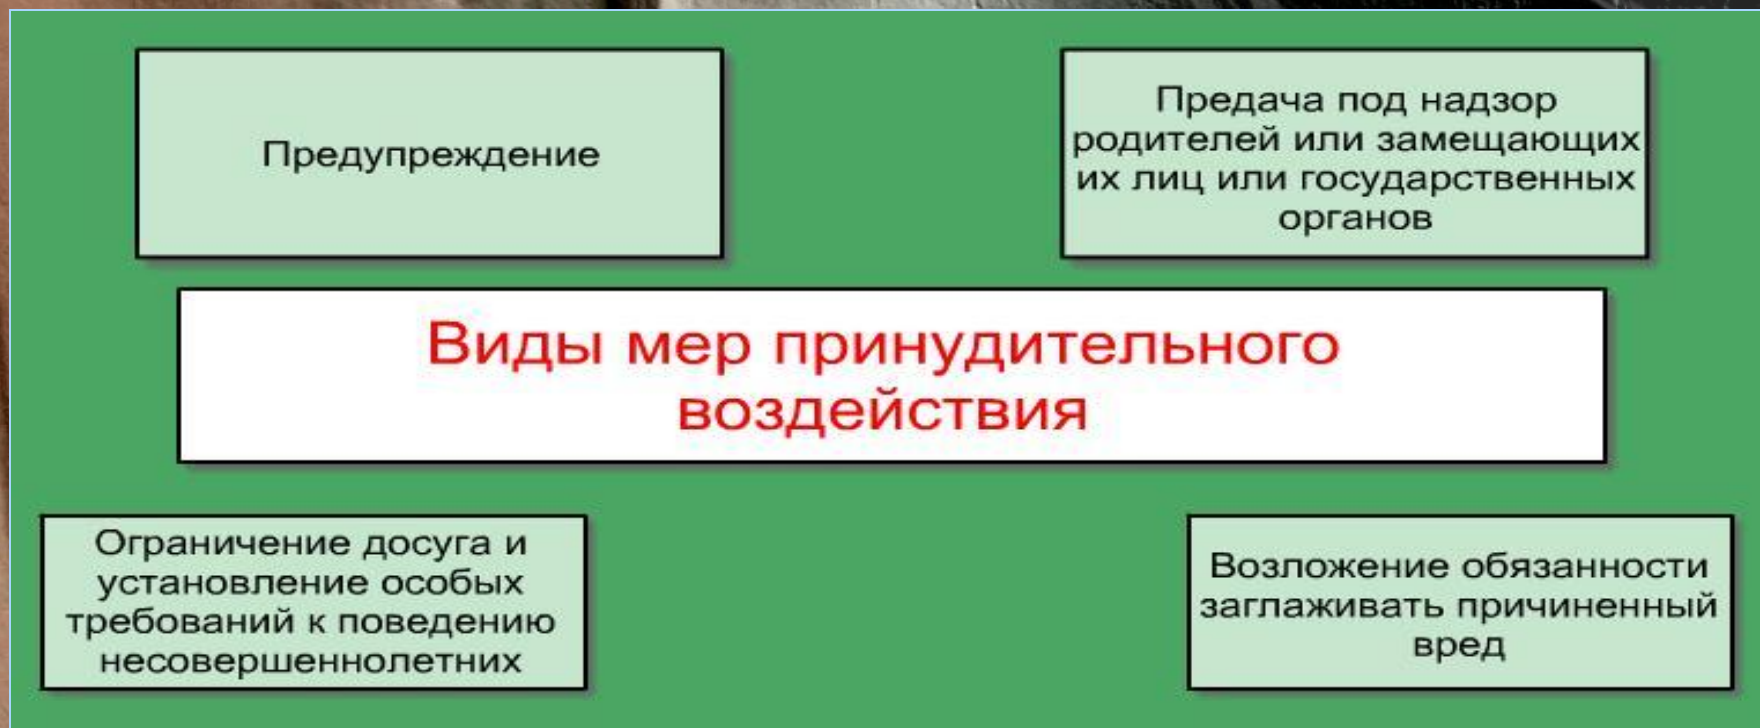 Предупреждение
Предача под надзор
родителей или замещающих
их лиц или государственных
органов
Виды мер принудительного
воздействия
Ограничение досуга и
установление особых
требований к поведению
несовершеннолетних
Возложение обязанности
заглаживать причиненный
вред